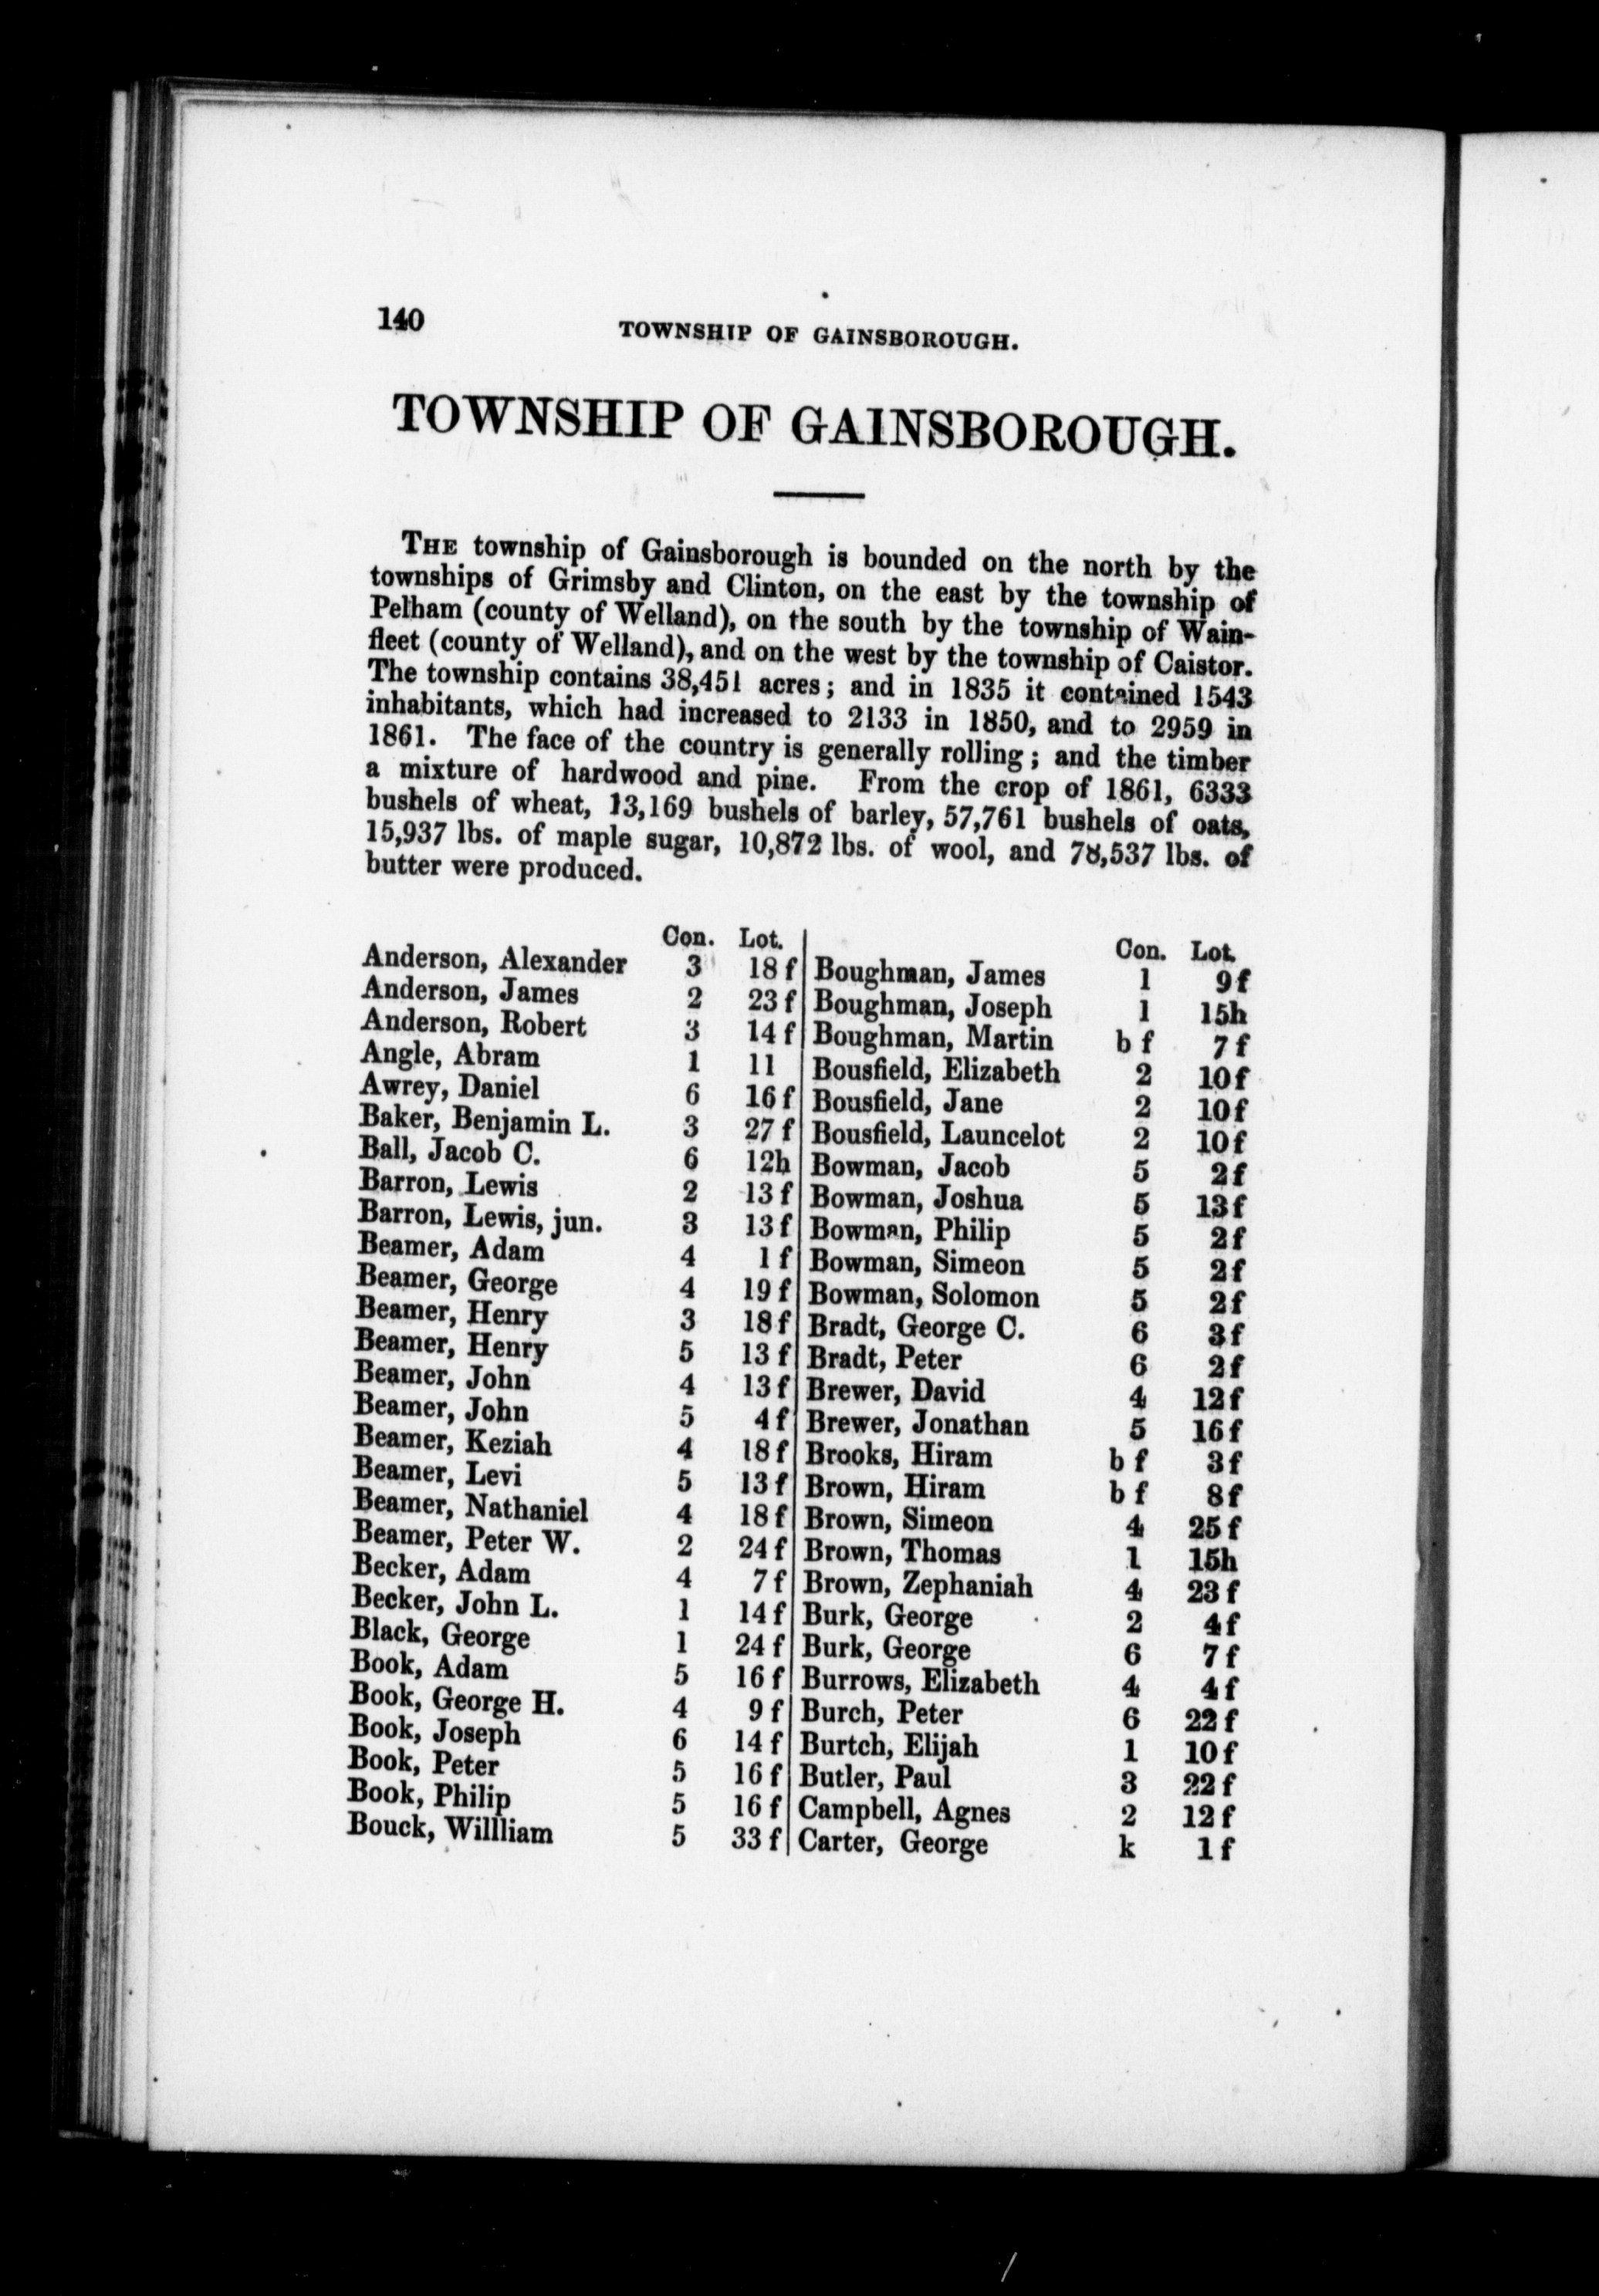 140
TOWNSHIP OF GAINSBOROUGH.
TOWNSHIP OF GAINSBOROUGH.
THE township of Gainsborough is bounded on the north by the
townships of Grimsby and Clinton, on the east by the township of
Pelham (county of Welland), on the south by the township of Wain-
fleet (county of Welland), and on the west by the township of Caistor.
The township contains 38,451 acres; and in 1835 it contained 1543
inhabitants, which had increased to 2133 in 1850, and to 2959 in
1861. The face of the country is generally rolling; and the timber
a mixture of hardwood and pine. From the crop of 1861, 6333
bushels of wheat, 13,169 bushels of barley, 57,761 bushels of oats,
15,937 lbs. of maple sugar, 10,872 lbs. of wool, and 78,537 lbs. of
butter were produced.
Con. Lot.
Anderson, Alexander 3 18 f
Anderson, James 2 23 f
Anderson, Robert 3 14 f
Angle, Abram 1 11
Awrey, Daniel 6 16 f
Baker, Benjamin L. 3 27 f
Ball, Jacob C. 6 12h
Barron, Lewis 2 13 f
Barron, Lewis, jun. 3 13 f
Beamer, Adam 4 1 f
Beamer, George 4 19 f
Beamer, Henry 3 18 f
Beamer, Henry 5 13 f
Beamer, John 4 13 f
Beamer, John 5 4 f
Beamer, Keziah 4 18 f
Beamer, Levi 5 13 f
Beamer, Nathaniel 4 18 f
Beamer, Peter W. 2 24 f
Becker, Adam 4 7 f
Becker, John L. 1 14 f
Black, George 1 24 f
Book, Adam 5 16 f
Book, George H. 4 9 f
Book, Joseph 6 14 f
Book, Peter 5 16 f
Book, Philip 5 16 f
Bouck, Willliam 5 33 f
Con. Lot.
Boughman, James 1 9 f
Boughman, Joseph 1 15h
Boughman, Martin b f 7 f
Bousfield, Elizabeth 2 10 f
Bousfield, Jane 2 10 f
Bousfield, Launcelot 2 10 f
Bowman, Jacob 5 2 f
Bowman, Joshua 5 13 f
Bowman, Philip 5 2 f
Bowman, Simeon 5 2 f
Bowman, Solomon 5 2 f
Bradt, George C. 6 3 f
Bradt, Peter 6 2 f
Brewer, David 4 12 f
Brewer, Jonathan 5 16 f
Brooks, Hiram b f 3 f
Brown, Hiram b f 8 f
Brown, Simeon 4 25 f
Brown, Thomas 1 15h
Brown, Zephaniah 4 23 f
Burk, George 2 4 f
Burk, George 6 7 f
Burrows, Elizabeth 4 4 f
Burch, Peter 6 22 f
Burtch, Elijah 1 10 f
Butler, Paul 3 22 f
Campbell, Agnes 2 12 f
Carter, George k 1 f